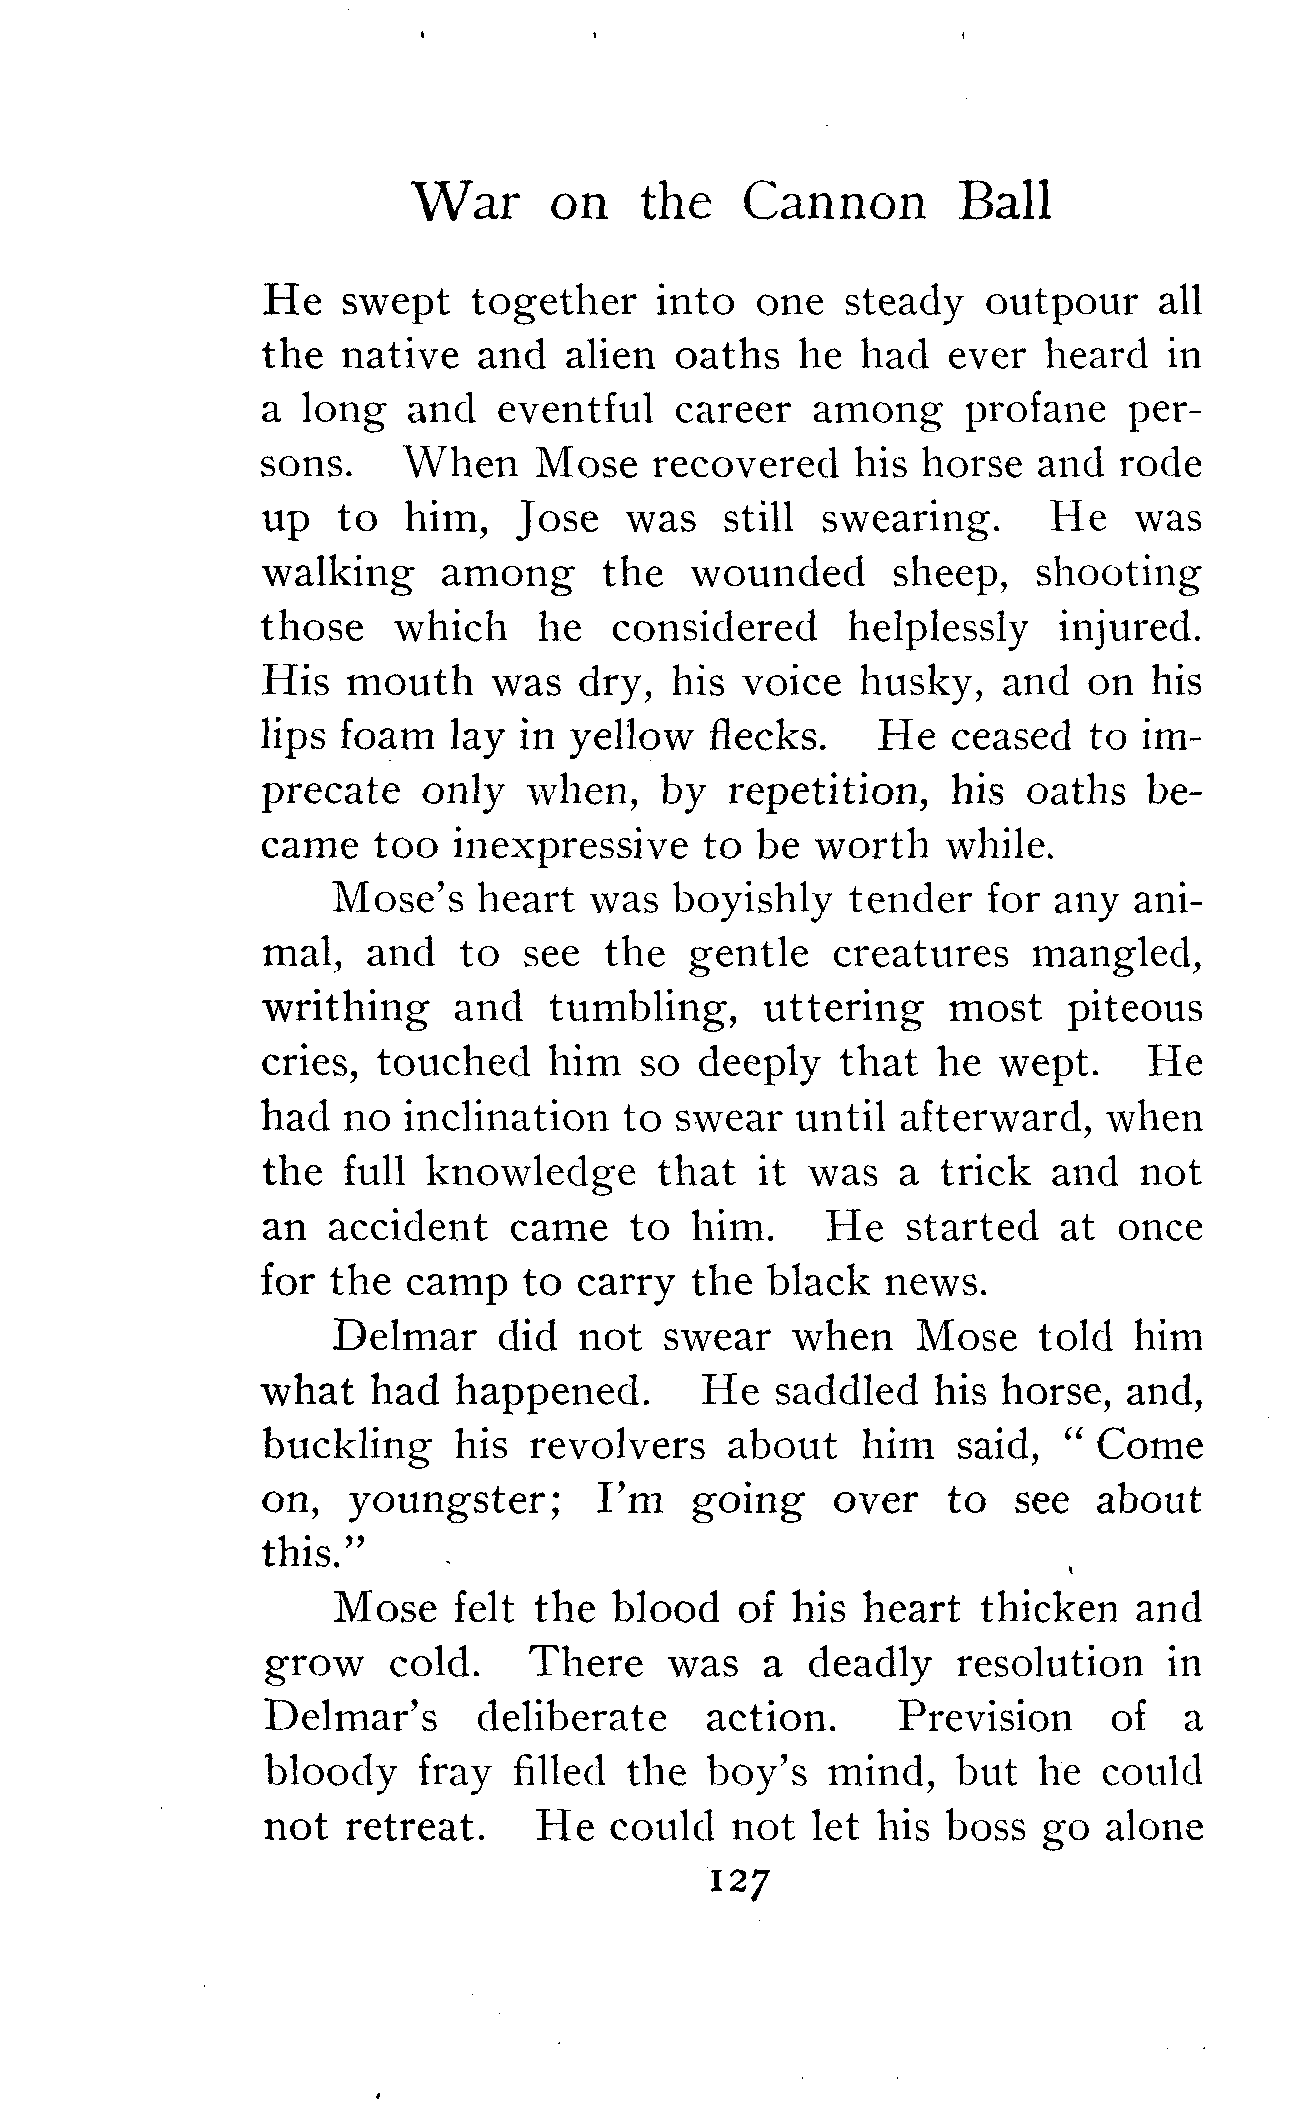 War on the Cannon Ball
He swept together into one steady outpour all
the native and alien oaths he had ever heard in
a long and eventful career among profane per-
sons. When Mose recovered his horse and rode
up to him, Jose was still swearing. He was
walking among the wounded sheep, shooting
those which he considered helplessly injured.
His mouth was dry, his voice husky, and on his
lips foam lay in yellow flecks. He ceased to im-
precate only when, by repetition, his oaths be-
came too inexpressive to be worth while.
Mose's heart was boyishly tender for any ani-
mal, and to see the gentle creatures mangled,
writhing and tumbling, uttering most piteous
cries, touched him so deeply that he wept. He
had no inclination to swear until afterward, when
the full knowledge that it was a trick and not
an accident came to him. He started at once
for the camp to carry the black news.
Delmar did not swear when Mose told him
what had happened. He saddled his horse, and,
buckling his revolvers about him said, “ Come
on, youngster; I'm going over to see about
this.”
Mose felt the blood of his heart thicken and
grow cold. There was a deadly resolution in
Delmar's deliberate action. Prevision of a
bloody fray filled the boy's mind, but he could
not retreat. He could not let his boss go alone
127